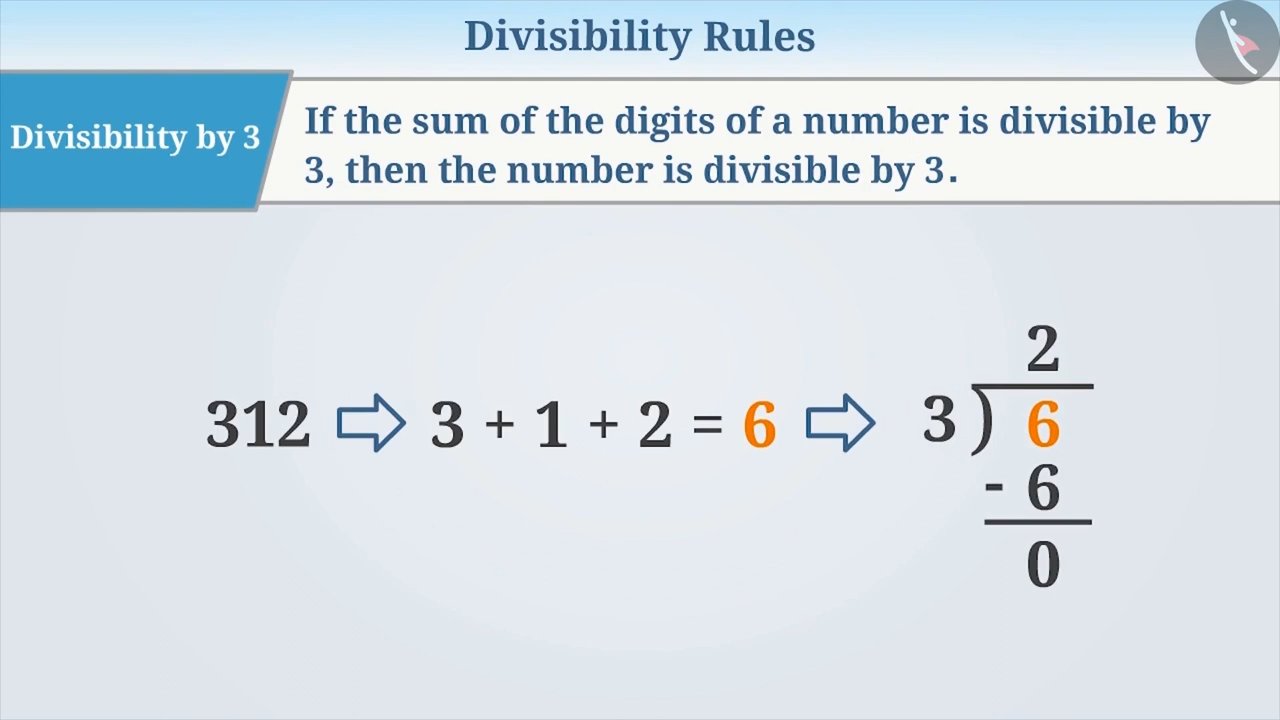 Divisibility Rules
Divisibility by 3
If the sum of the digits of a number is divisible by
3, then the number is divisible by 3.
312 ⇨ 3 + 1 + 2 = 6 ⇨ 3 ) 6
2
- 6
0